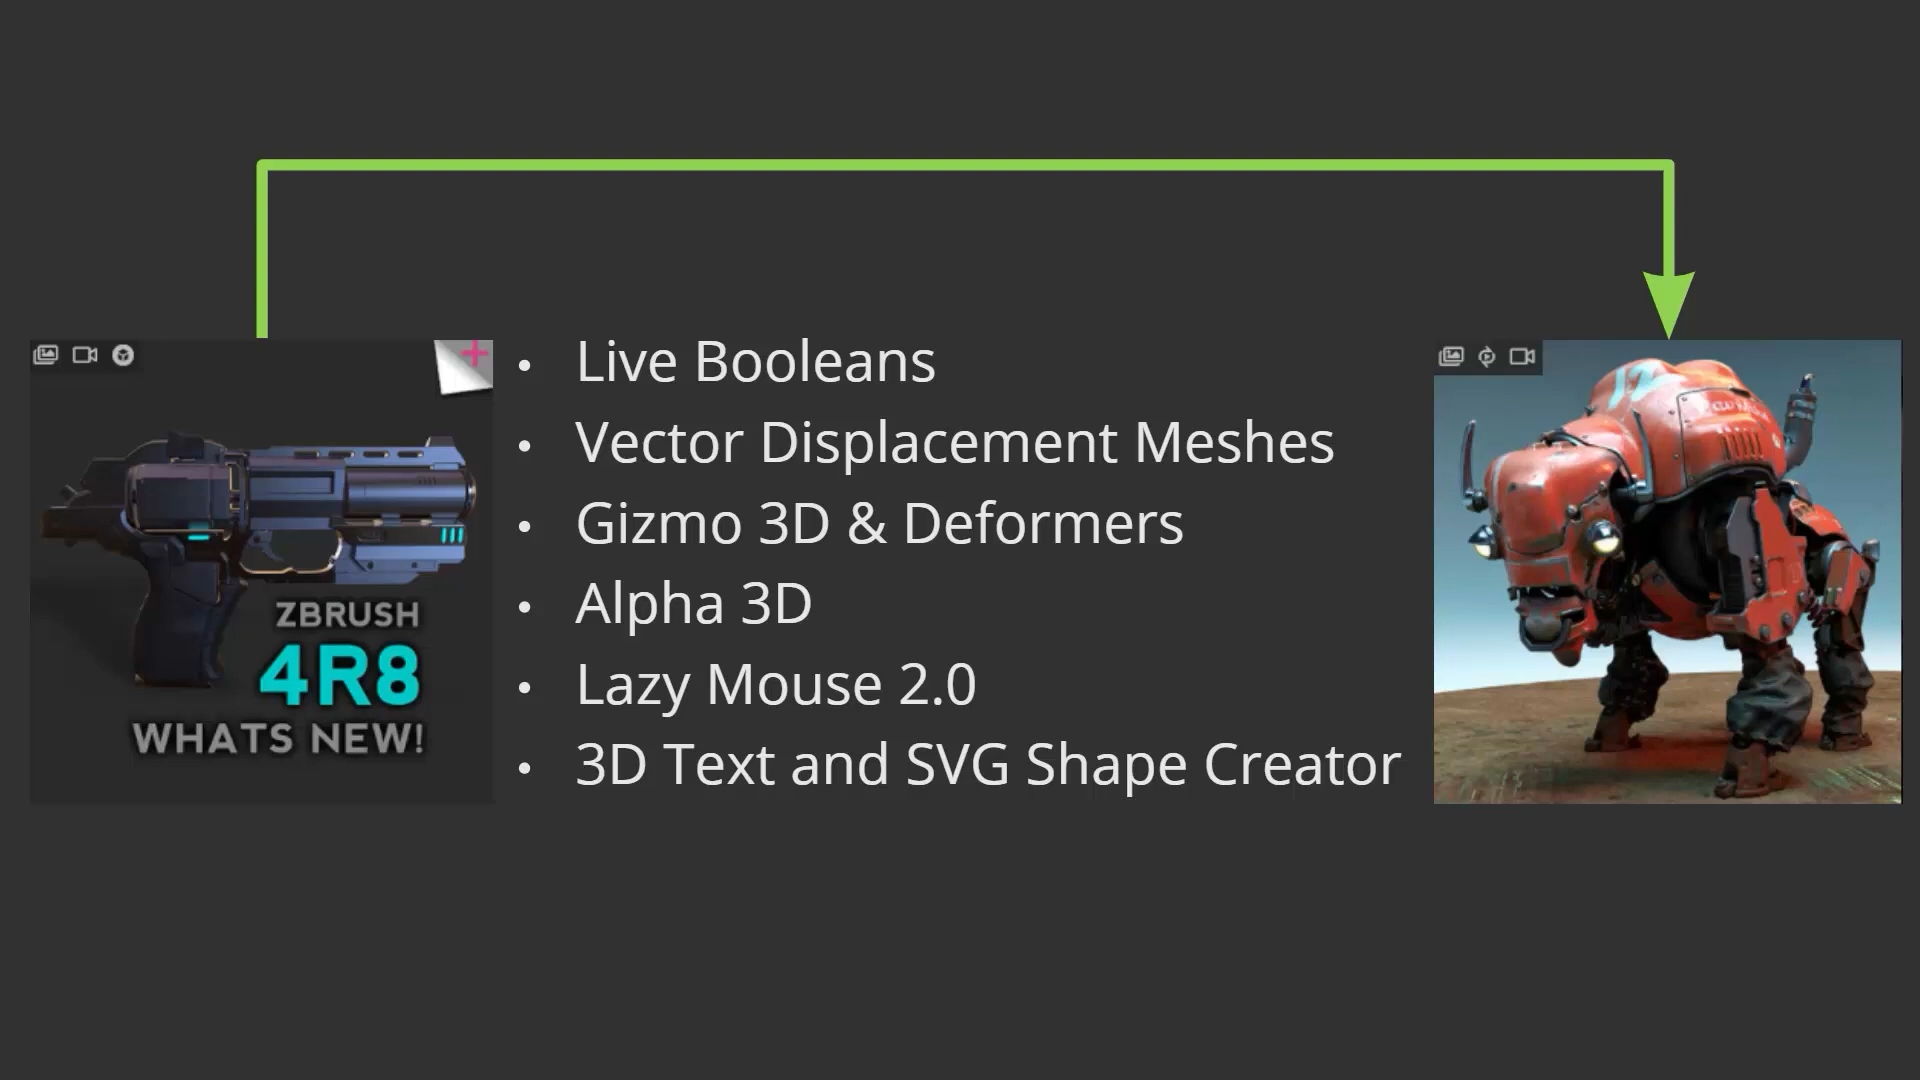 Live Booleans
Vector Displacement Meshes
Gizmo 3D & Deformers
Alpha 3D
Lazy Mouse 2.0
3D Text and SVG Shape Creator
ZBRUSH
4R8
WHATS NEW!
12